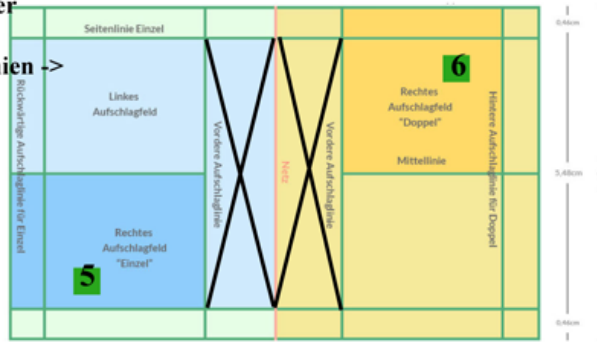 er
ien ->
Seitenlinie Einzel
0,46cm
6
Linkes
Aufschlagfeld
Rechtes
Aufschlagfeld
"Doppel"
Rückwärtige Aufschlaglinie für Einzel
Vordere Aufschlaglinie
Netz
Vordere Aufschlaglinie
Hintere Aufschlaglinie für Doppel
Mittellinie
5,48cm
Rechtes
Aufschlagfeld
"Einzel"
5
0,46cm